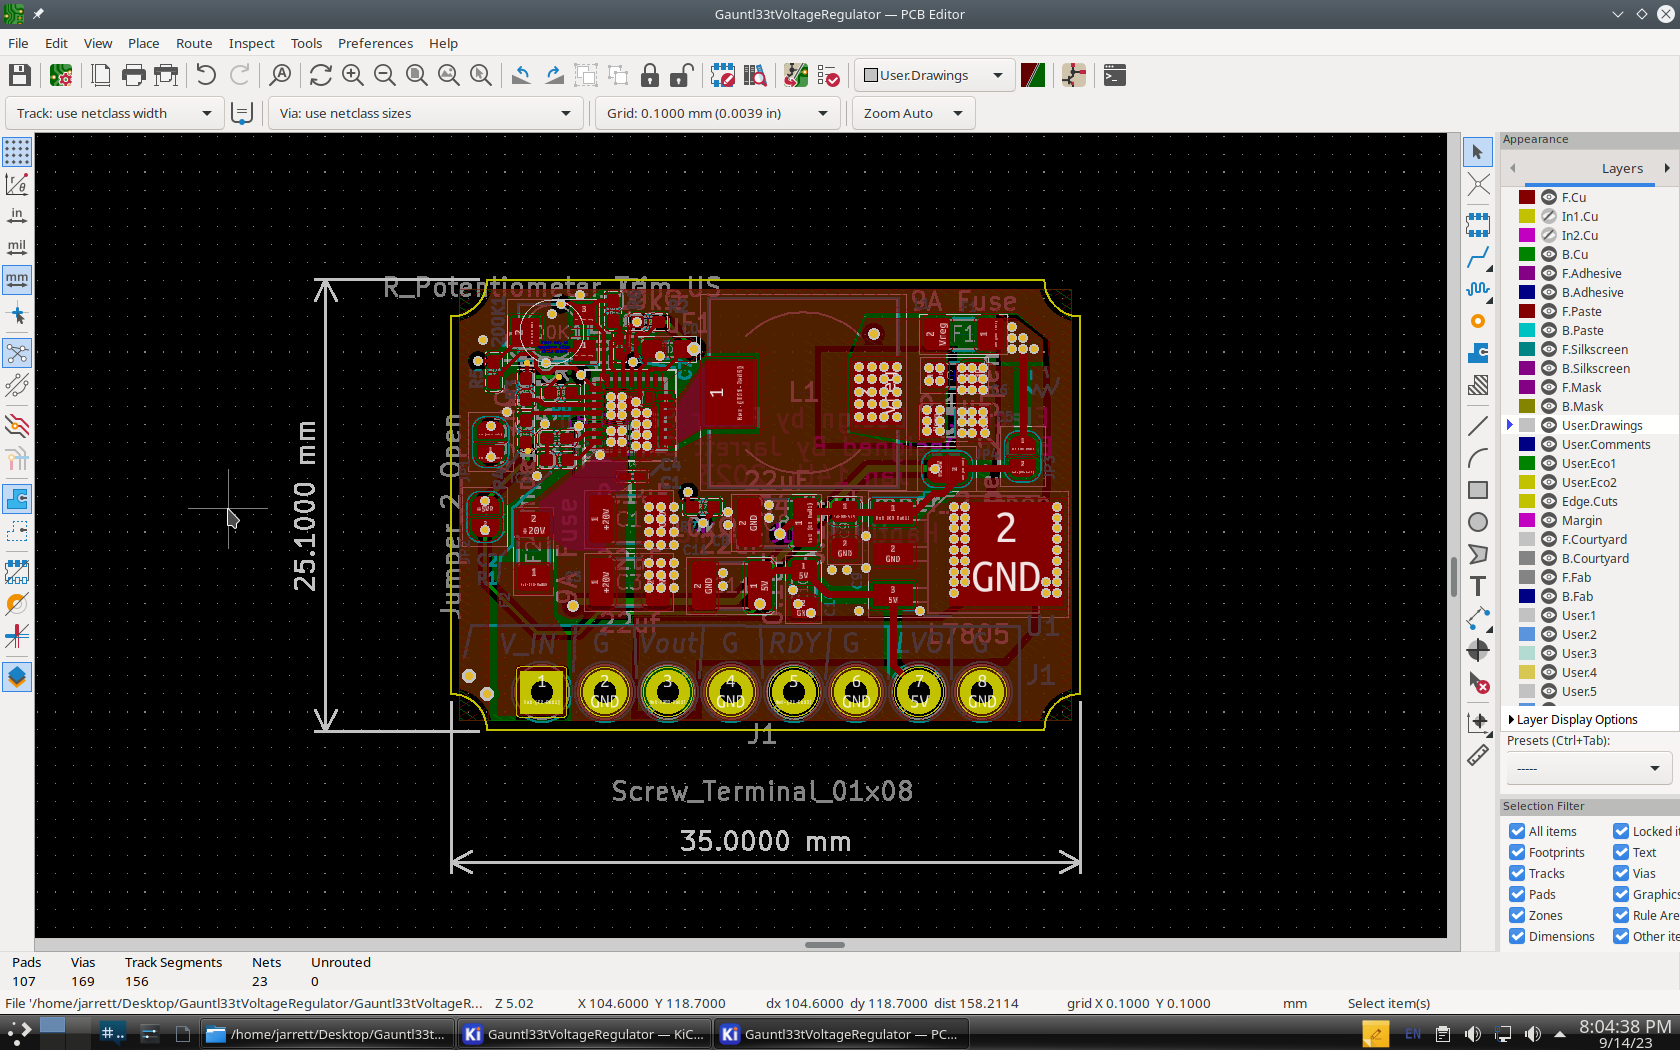 Gauntl33tVoltageRegulator — PCB Editor
File Edit View Place Route Inspect Tools Preferences Help
User.Drawings
Track: use netclass width
Via: use netclass sizes
Grid: 0.1000 mm (0.0039 in)
Zoom Auto
in
mil
mm
Appearance
Layers
F.Cu
In1.Cu
In2.Cu
B.Cu
F.Adhesive
B.Adhesive
F.Paste
B.Paste
F.Silkscreen
B.Silkscreen
F.Mask
B.Mask
User.Drawings
User.Comments
User.Eco1
User.Eco2
Edge.Cuts
Margin
F.Courtyard
B.Courtyard
F.Fab
B.Fab
User.1
User.2
User.3
User.4
User.5
Layer Display Options
Presets (Ctrl+Tab):
-----
Selection Filter
All items Locked it
Footprints Text
Tracks Vias
Pads Graphics
Zones Rule Are
Dimensions Other ite
R_Potentiometer_Trim_US
9A Fuse
F1
L1
1
22uF
Jumper_2_Open
25.1000 mm
2
GND
22uf
L7805
U1
V_IN G Vout G RDY G LV G
J1
1 2 3 4 5 6 7 8
GND GND GND 5V GND
J1
Screw_Terminal_01x08
35.0000 mm
Pads Vias Track Segments Nets Unrouted
107 169 156 23 0
File '/home/jarrett/Desktop/Gauntl33tVoltageRegulator/Gauntl33tVoltageR... Z 5.02 X 104.6000 Y 118.7000 dx 104.6000 dy 118.7000 dist 158.2114 grid X 0.1000 Y 0.1000 mm Select item(s)
/home/jarrett/Desktop/Gauntl33t...
Gauntl33tVoltageRegulator — KiC...
Gauntl33tVoltageRegulator — PC...
EN
8:04:38 PM
9/14/23